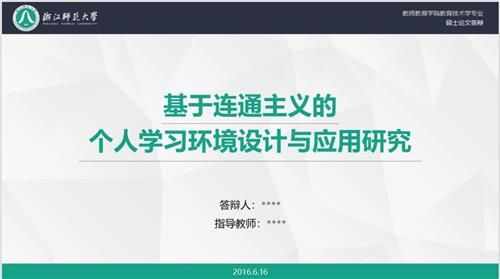 浙江师范大学
ZHEJIANG NORMAL UNIVERSITY
教师教育学院教育技术学专业
硕士论文答辩
基于连通主义的
个人学习环境设计与应用研究
答辩人：****
指导教师：****
2016.6.16